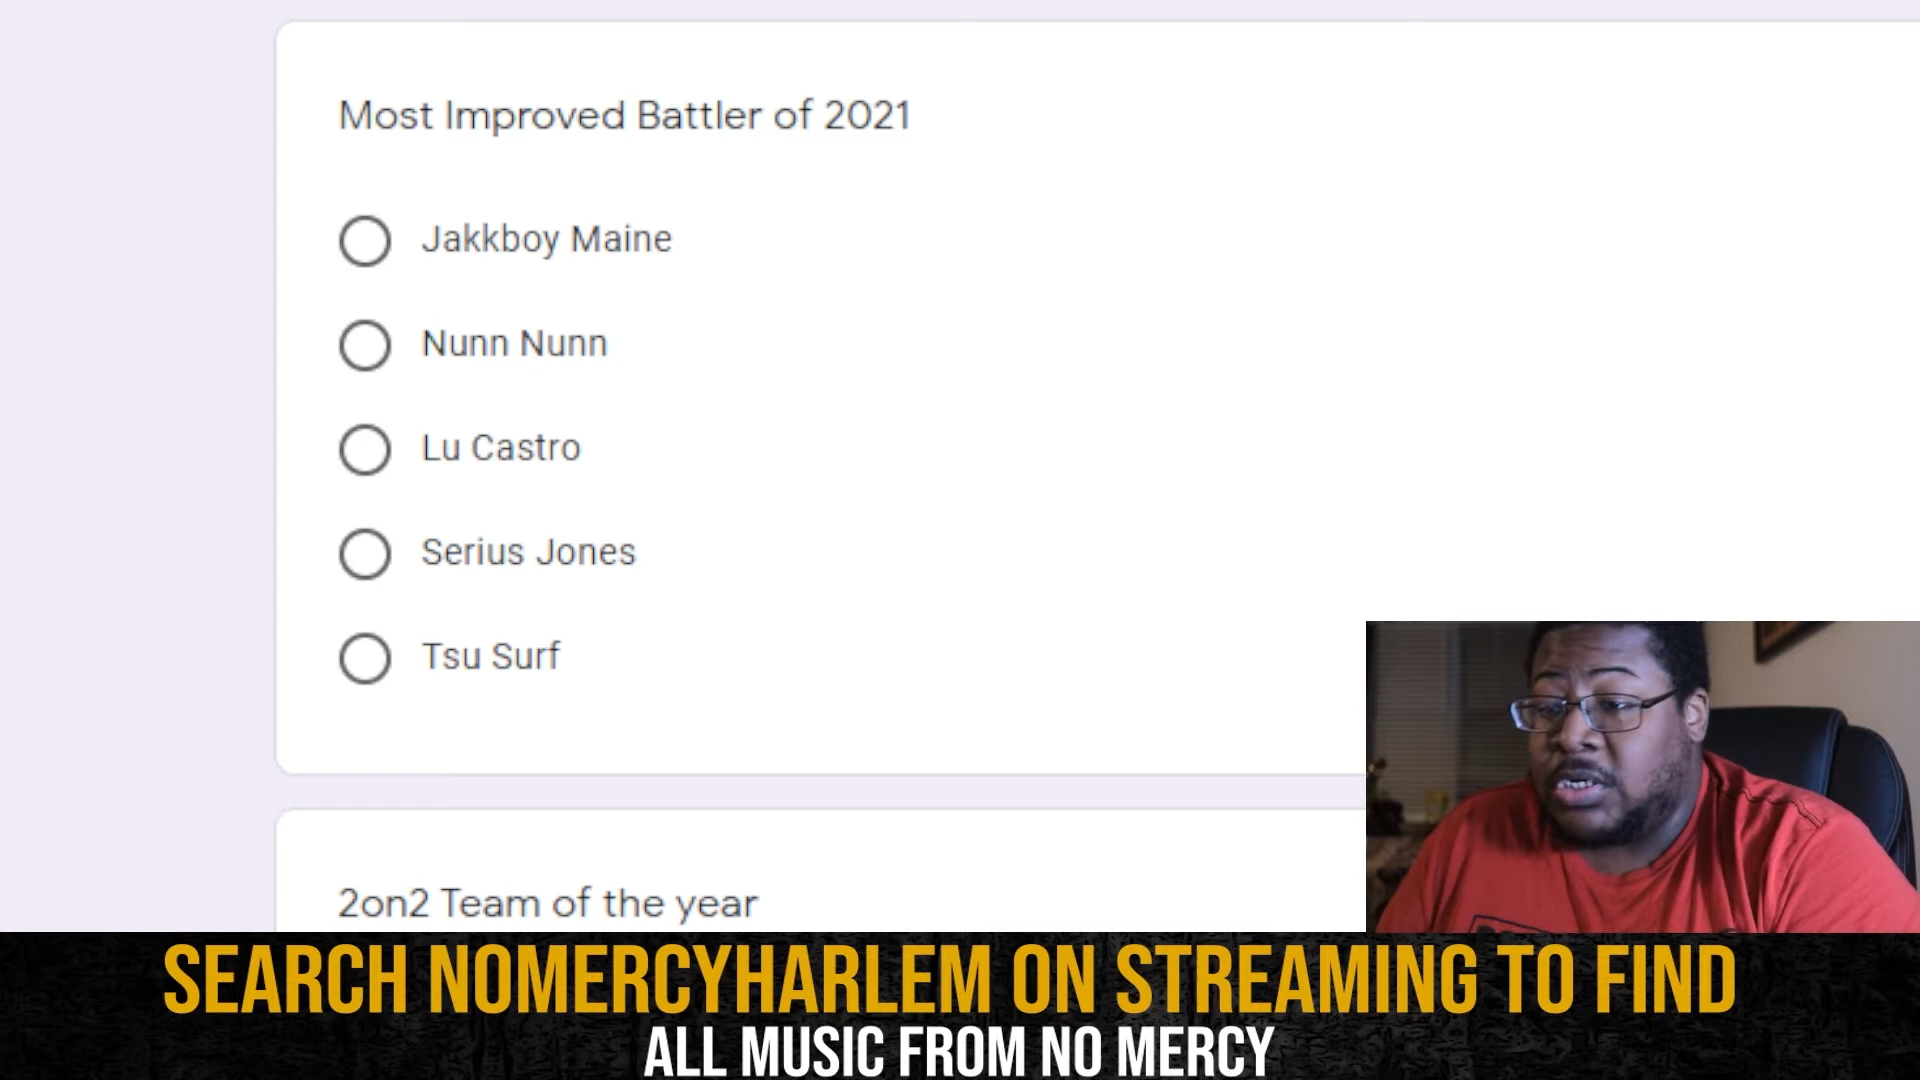 Most Improved Battler of 2021
Jakkboy Maine
Nunn Nunn
Lu Castro
Serius Jones
Tsu Surf
2on2 Team of the year
SEARCH NOMERCYHARLEM ON STREAMING TO FIND
ALL MUSIC FROM NO MERCY